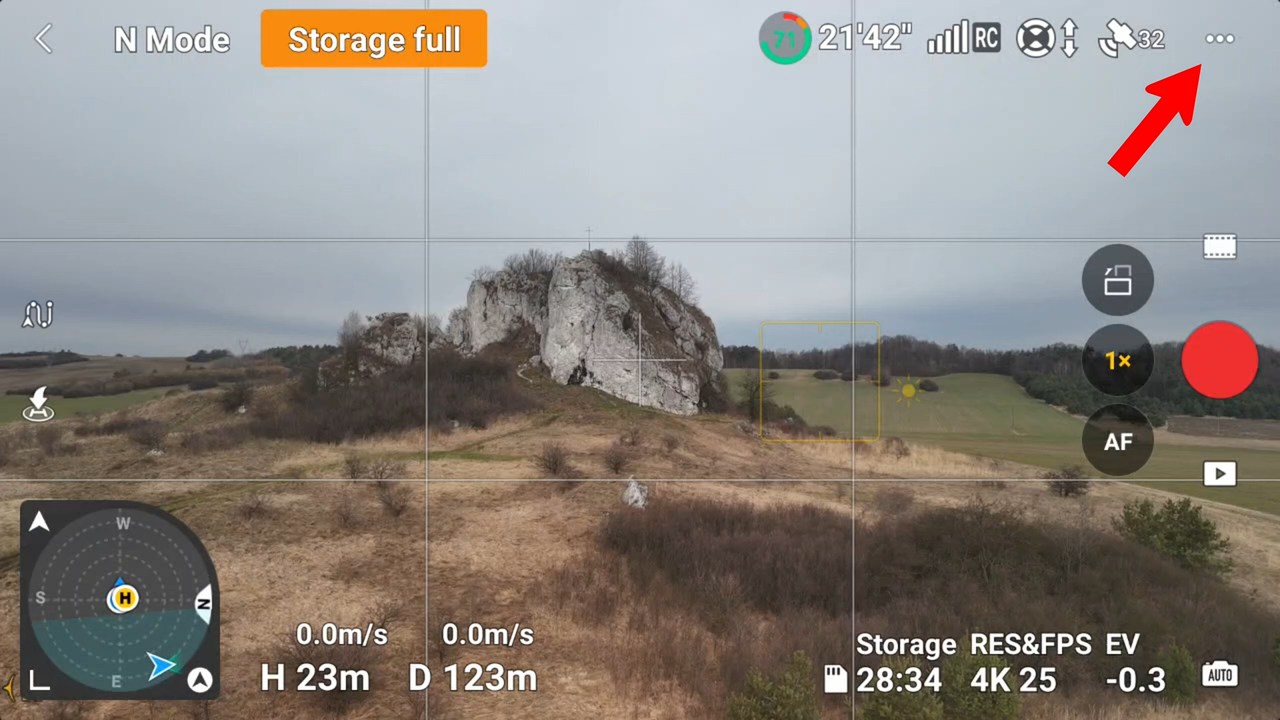 N Mode
Storage full
71
21'42"
RC
32
1×
AF
W
S
H
N
E
0.0m/s
0.0m/s
H 23m
D 123m
Storage RES&FPS EV
28:34 4K 25 -0.3
AUTO